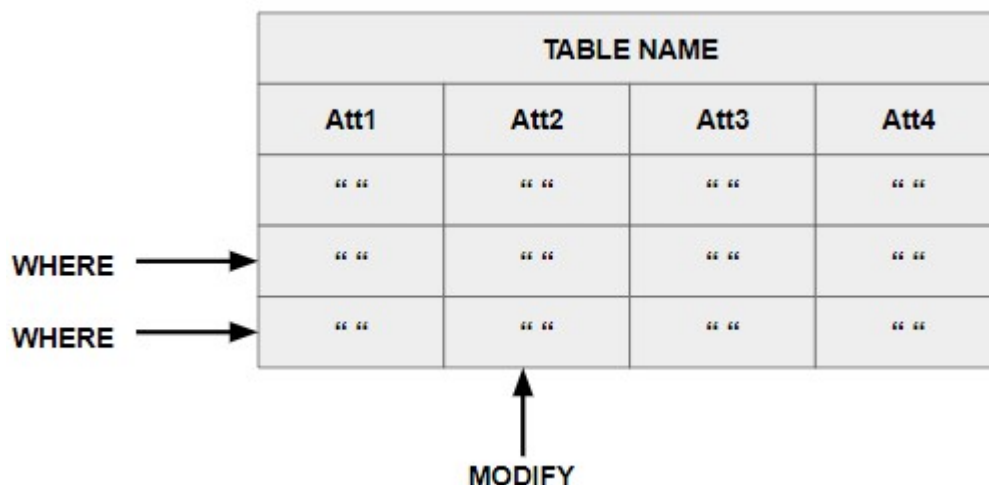 TABLE NAME
Att1 Att2 Att3 Att4
“ “ “ “ “ “ “ “
WHERE “ “ “ “ “ “ “ “
WHERE “ “ “ “ “ “ “ “
MODIFY